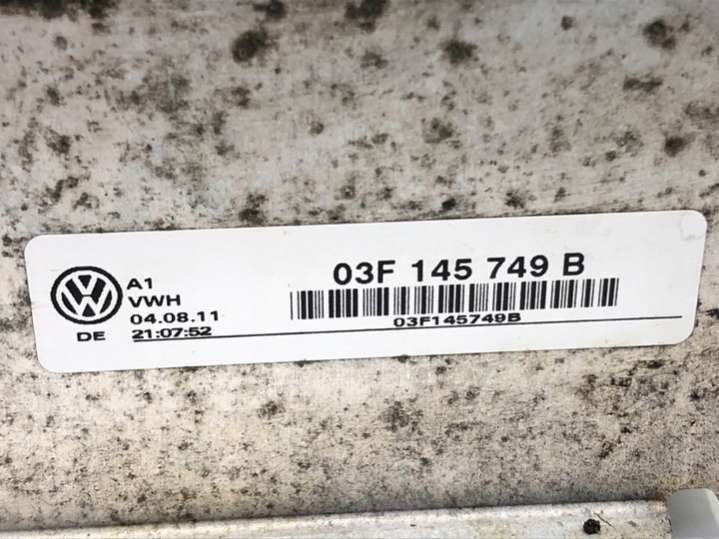 A1
VWH
04.08.11
DE 21:07:52
03F 145 749 B
03F145749B